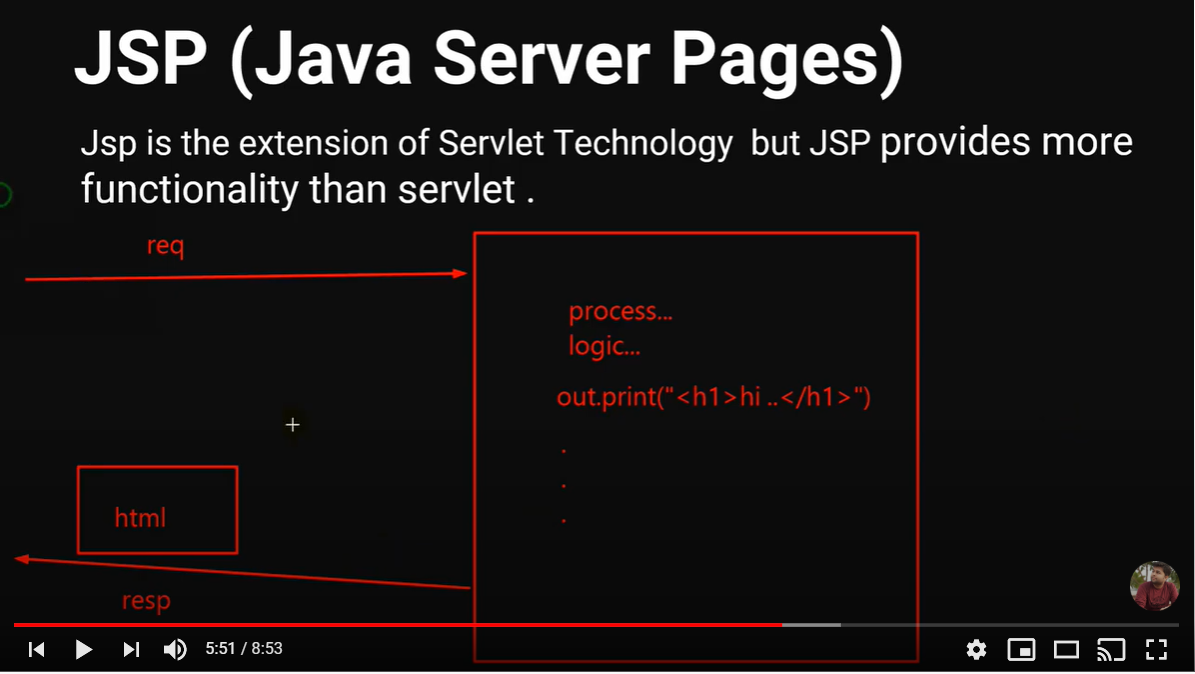 JSP (Java Server Pages)
Jsp is the extension of Servlet Technology but JSP provides more
functionality than servlet .
req
process...
logic...
out.print("<h1>hi ..</h1>")
.
.
.
html
resp
5:51 / 8:53